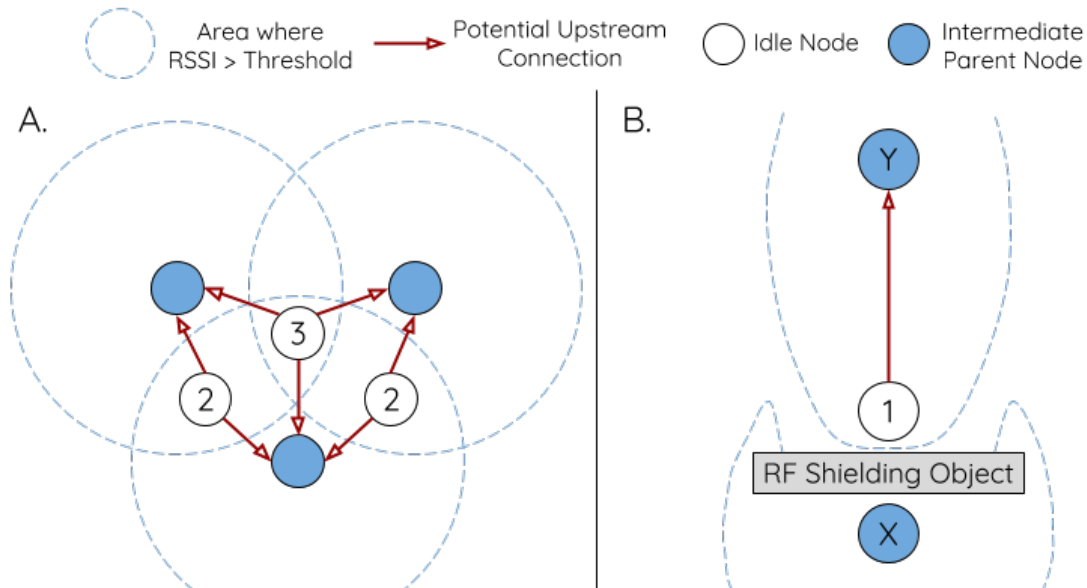 Area where
RSSI > Threshold
Potential Upstream
Connection
Idle Node
Intermediate
Parent Node
A.
3
2
2
B.
Y
1
RF Shielding Object
X